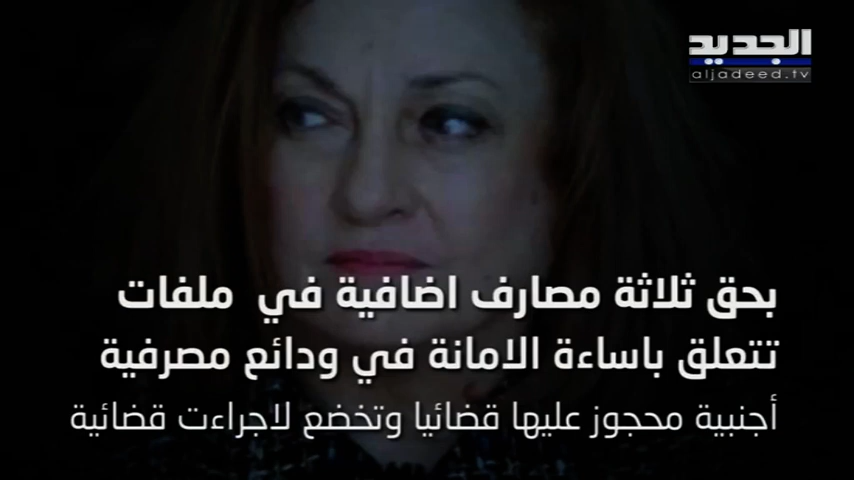 الجديد
aljadeed.tv
بحق ثلاثة مصارف اضافية في ملفات
تتعلق باساءة الامانة في ودائع مصرفية
أجنبية محجوز عليها قضائيا وتخضع لاجراءت قضائية